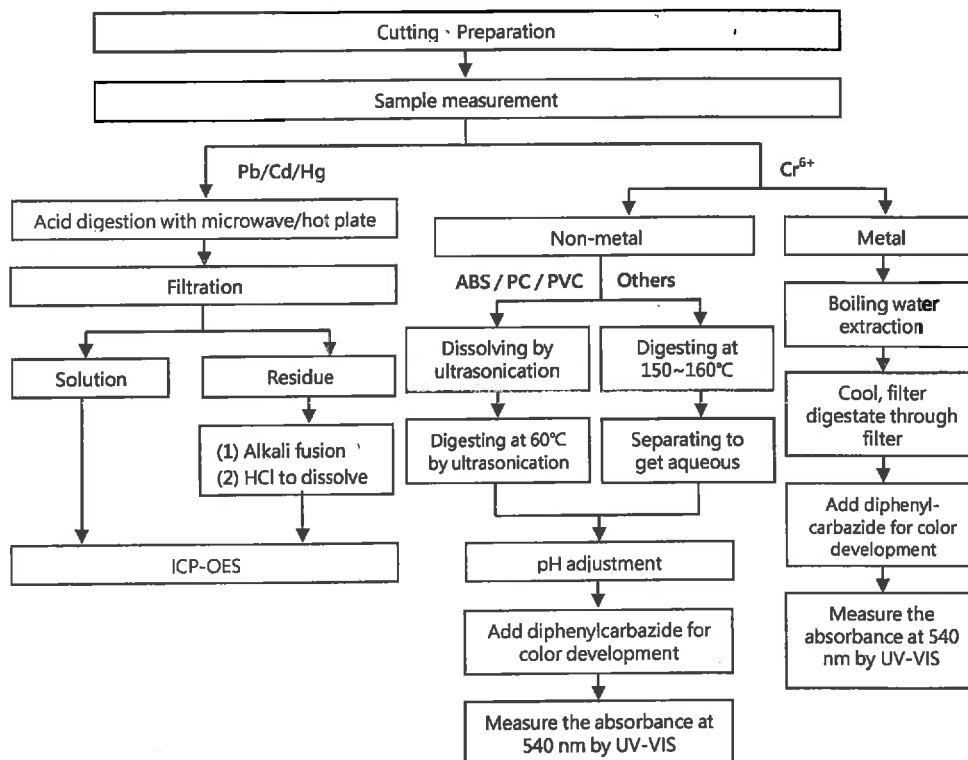 Cutting、Preparation
Sample measurement
Pb/Cd/Hg
Cr⁶⁺
Acid digestion with microwave/hot plate
Non-metal
Metal
Filtration
ABS / PC / PVC
Others
Boiling water
extraction
Solution
Residue
Dissolving by
ultrasonication
Digesting at
150~160℃
Cool, filter
digestate through
filter
(1) Alkali fusion
(2) HCl to dissolve
Digesting at 60℃
by ultrasonication
Separating to
get aqueous
Add diphenyl-
carbazide for color
development
ICP-OES
pH adjustment
Measure the
absorbance at 540
nm by UV-VIS
Add diphenylcarbazide for
color development
Measure the absorbance at
540 nm by UV-VIS